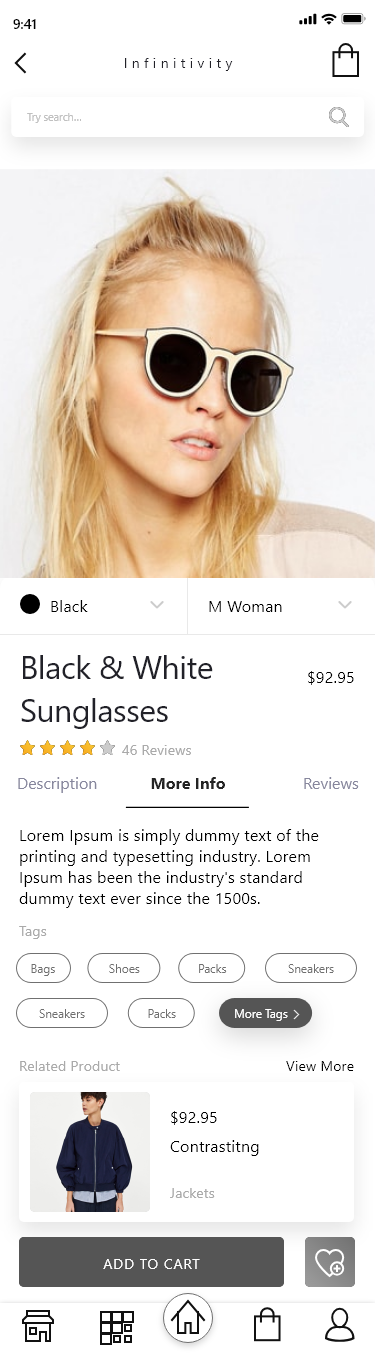 9:41
Infinitivity
Try search...
Black
M Woman
Black & White
Sunglasses
$92.95
46 Reviews
Description
More Info
Reviews
Lorem Ipsum is simply dummy text of the
printing and typesetting industry. Lorem
Ipsum has been the industry's standard
dummy text ever since the 1500s.
Tags
Bags
Shoes
Packs
Sneakers
Sneakers
Packs
More Tags >
Related Product
View More
$92.95
Contrastitng
Jackets
ADD TO CART